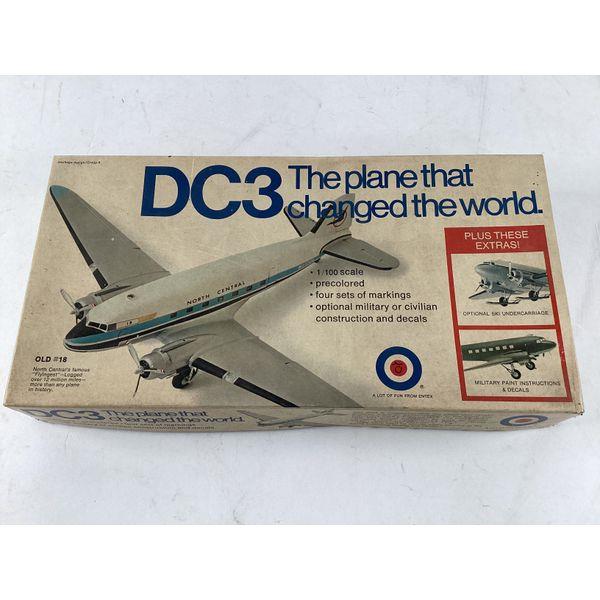 DC3 The plane that
changed the world.
PLUS THESE
EXTRAS!
• 1/100 scale
• precolored
• four sets of markings
• optional military or civilian
construction and decals
OPTIONAL SKI UNDERCARRIAGE
MILITARY PAINT INSTRUCTIONS
& DECALS
NORTH CENTRAL
OLD #18
North Central's famous
"Flyingest"—Logged
over 12 million miles—
more than any plane
in history.
®
A LOT OF FUN FROM ENTEX
DC3 The plane that
changed the world.